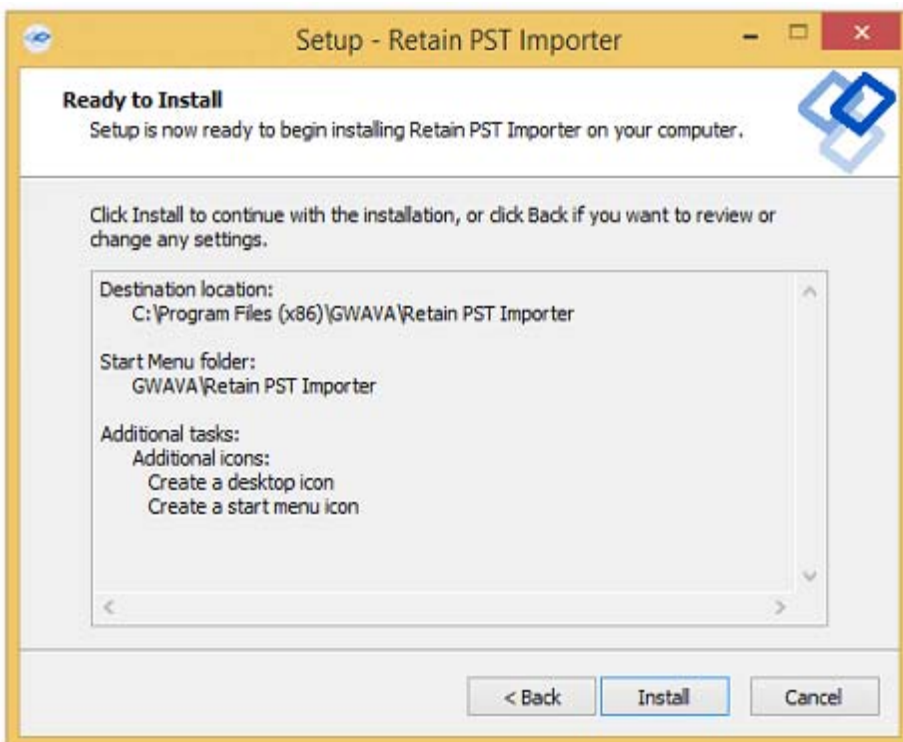 Setup - Retain PST Importer
Ready to Install
Setup is now ready to begin installing Retain PST Importer on your computer.
Click Install to continue with the installation, or click Back if you want to review or
change any settings.
Destination location:
C:\Program Files (x86)\GWAVA\Retain PST Importer
Start Menu folder:
GWAVA\Retain PST Importer
Additional tasks:
Additional icons:
Create a desktop icon
Create a start menu icon
< Back
Install
Cancel